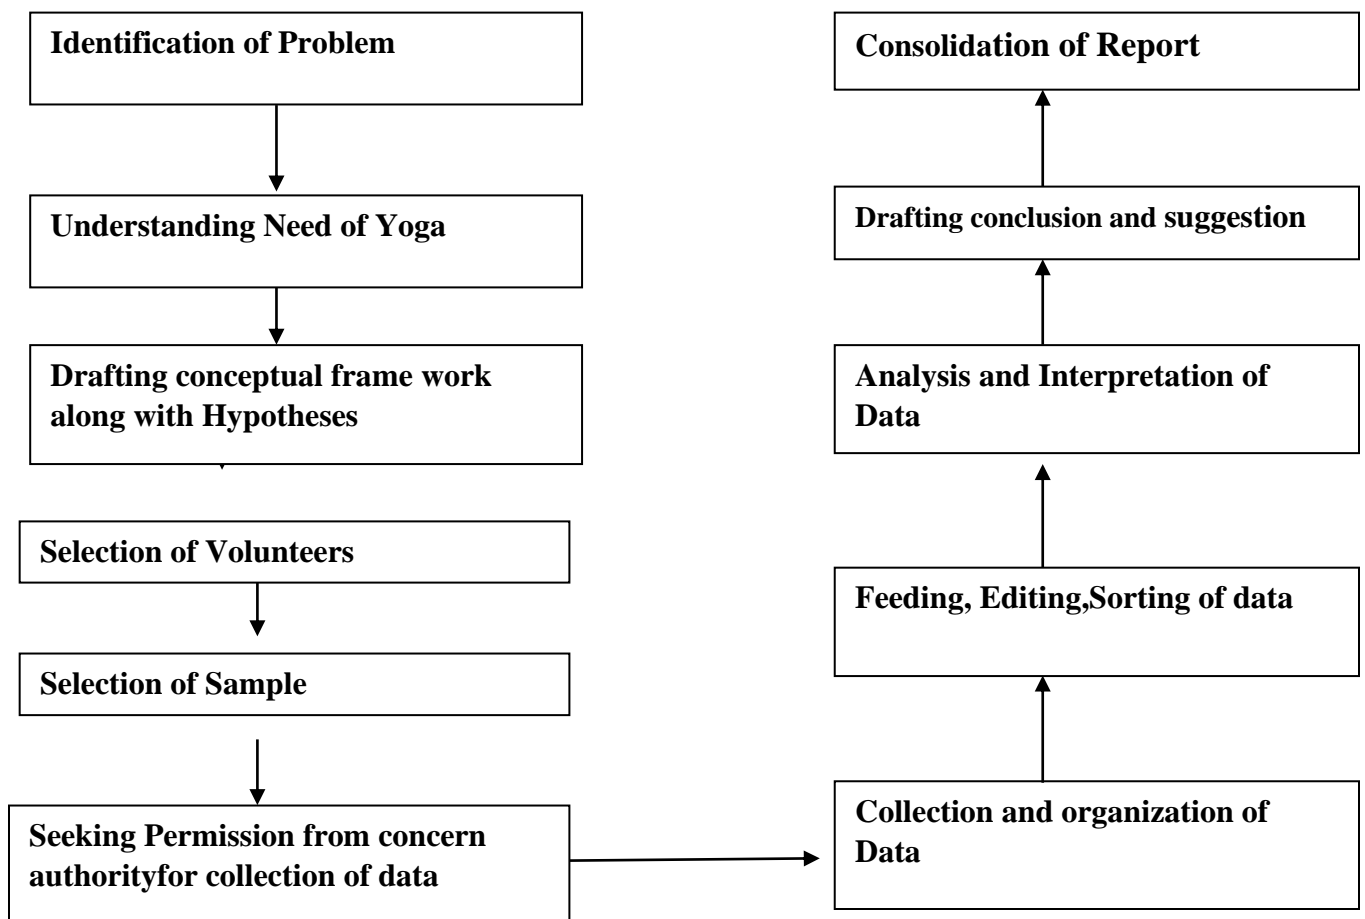 Identification of Problem
Understanding Need of Yoga
Drafting conceptual frame work
along with Hypotheses
Selection of Volunteers
Selection of Sample
Seeking Permission from concern
authorityfor collection of data
Collection and organization of
Data
Feeding, Editing,Sorting of data
Analysis and Interpretation of
Data
Drafting conclusion and suggestion
Consolidation of Report